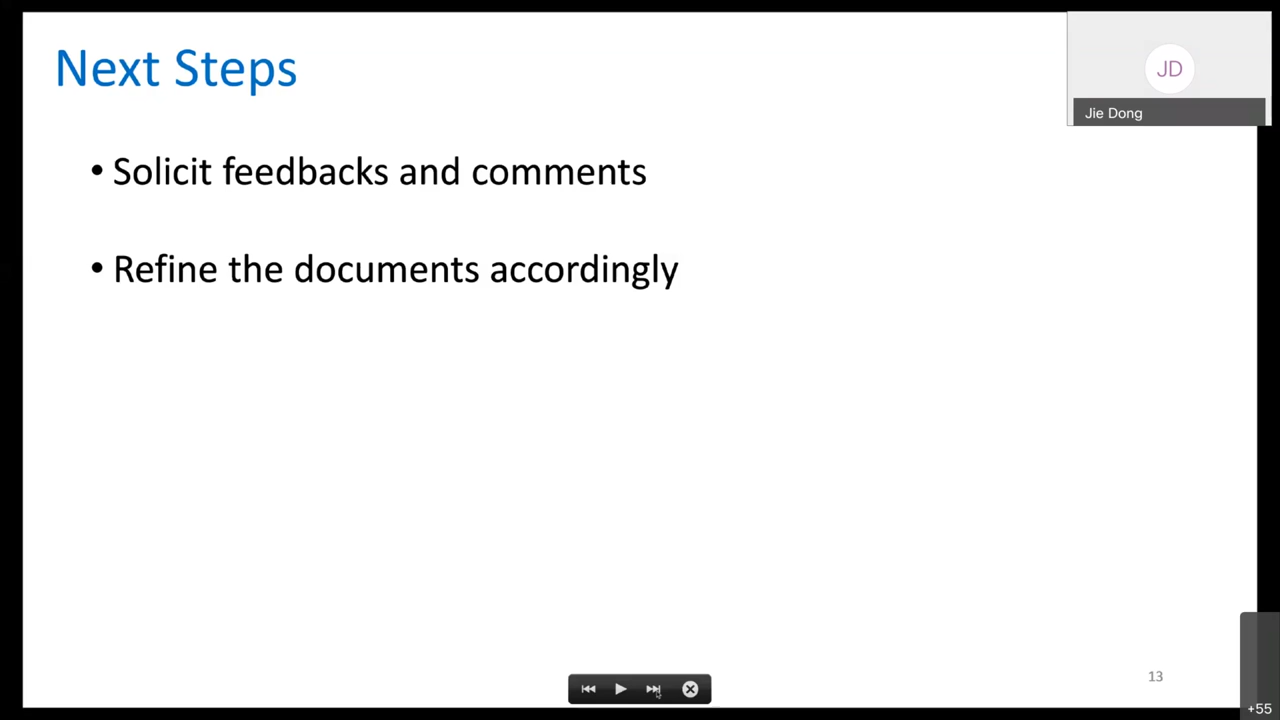 Next Steps
JD
Jie Dong
• Solicit feedbacks and comments
• Refine the documents accordingly
13
+55